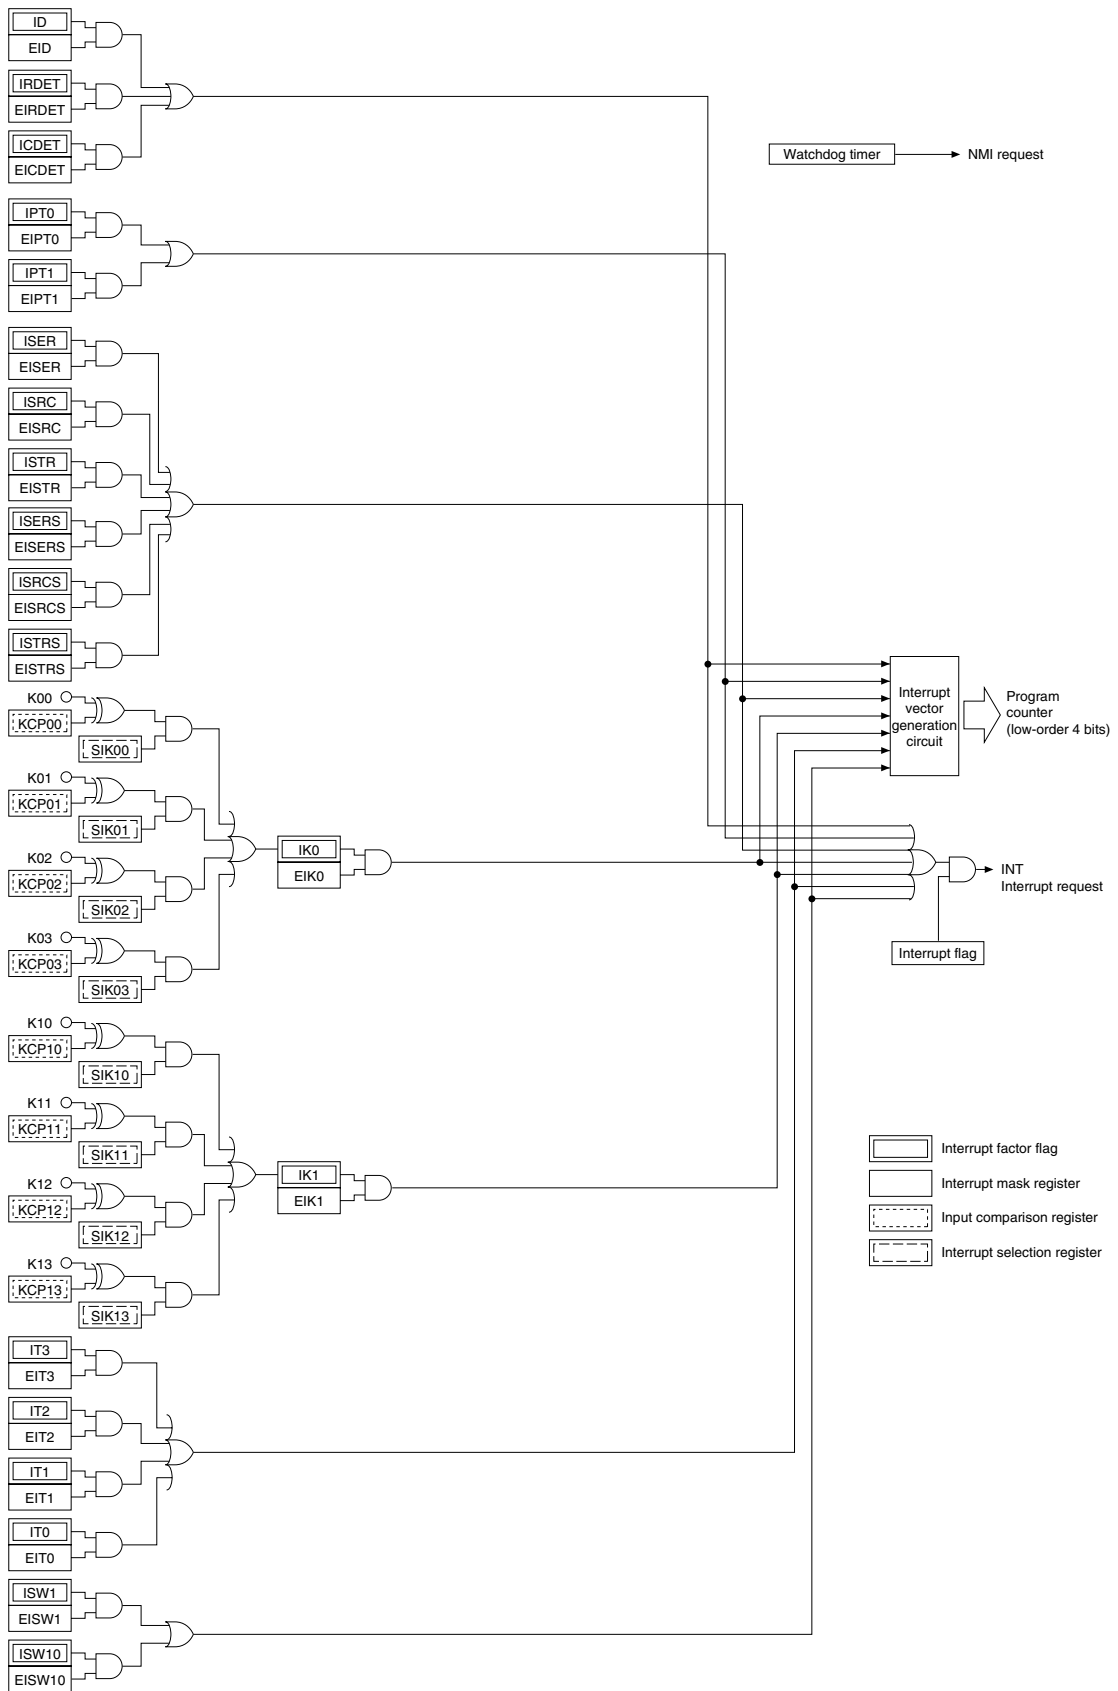 ID
EID
IRDET
EIRDET
ICDET
EICDET
Watchdog timer
NMI request
IPT0
EIPT0
IPT1
EIPT1
ISER
EISER
ISRC
EISRC
ISTR
EISTR
ISERS
EISERS
ISRCS
EISRCS
ISTRS
EISTRS
K00
KCP00
SIK00
K01
KCP01
SIK01
K02
KCP02
SIK02
K03
KCP03
SIK03
IK0
EIK0
Interrupt
vector
generation
circuit
Program
counter
(low-order 4 bits)
INT
Interrupt request
Interrupt flag
K10
KCP10
SIK10
K11
KCP11
SIK11
K12
KCP12
SIK12
K13
KCP13
SIK13
IK1
EIK1
Interrupt factor flag
Interrupt mask register
Input comparison register
Interrupt selection register
IT3
EIT3
IT2
EIT2
IT1
EIT1
IT0
EIT0
ISW1
EISW1
ISW10
EISW10